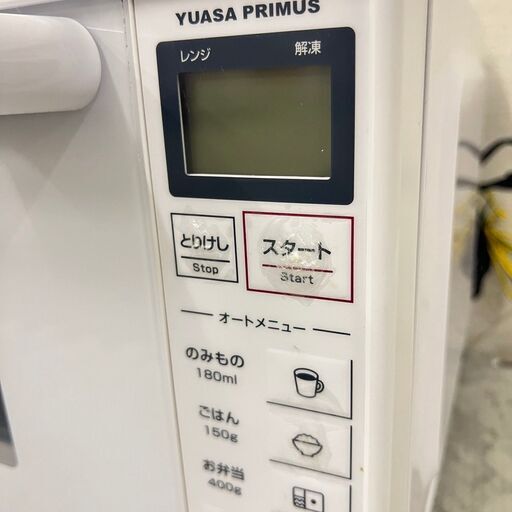 YUASA PRIMUS
レンジ 解凍
とりけし
Stop
スタート
Start
オートメニュー
のみもの
180ml
ごはん
150g
お弁当
400g